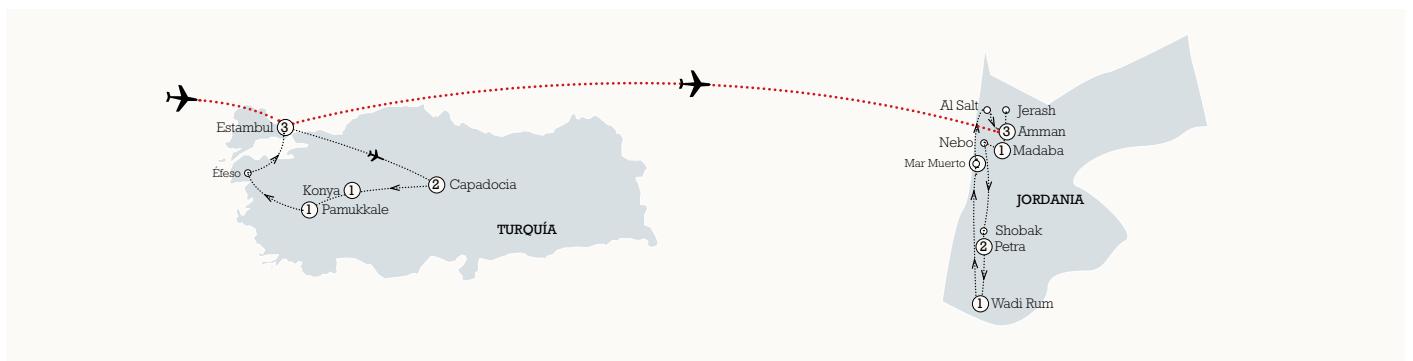 Estambul 3
Éfeso
Konya 1
2 Capadocia
1 Pamukkale
TURQUÍA
Al Salt
Jerash
3 Amman
Nebo
1 Madaba
Mar Muerto
JORDANIA
Shobak
2 Petra
1 Wadi Rum